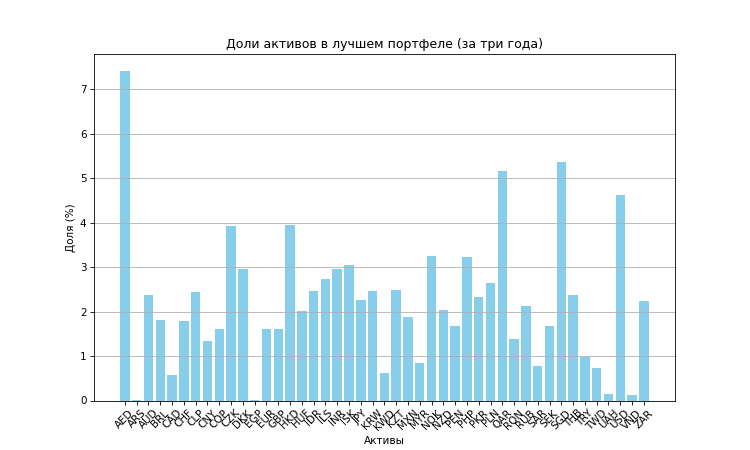 Доли активов в лучшем портфеле (за три года)
Доля (%)
7
6
5
4
3
2
1
0
AED
ARS
AUD
BRL
CAD
CHF
CLP
CNY
COP
CZK
DKK
EGP
EUR
GBP
HKD
HUF
IDR
ILS
INR
ISK
JPY
KRW
KWD
KZT
MXN
MYR
NOK
NZD
PEN
PHP
PKR
PLN
QAR
RON
RUB
SAR
SEK
SGD
THB
TRY
TWD
UAH
USD
VND
ZAR
Активы